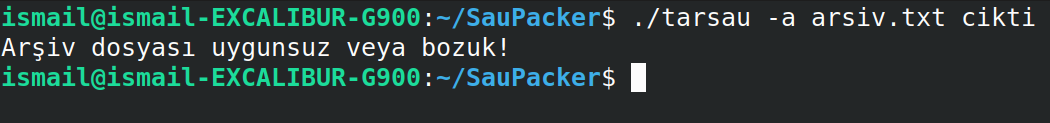 ismail@ismail-EXCALIBUR-G900:~/SauPacker$ ./tarsau -a arsiv.txt cikti
Arşiv dosyası uygunsuz veya bozuk!
ismail@ismail-EXCALIBUR-G900:~/SauPacker$